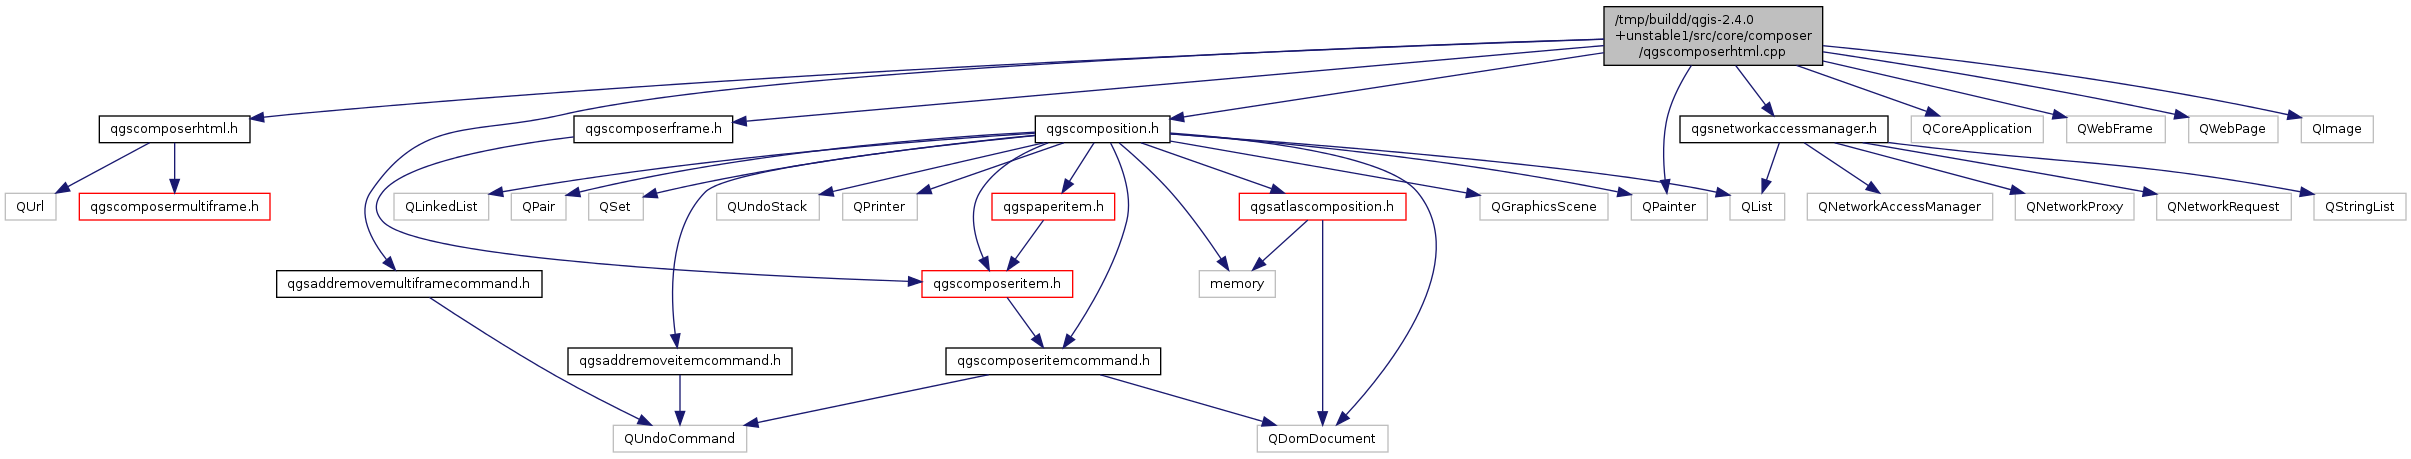 /tmp/buildd/qgis-2.4.0
+unstable1/src/core/composer
/qgscomposerhtml.cpp
qgscomposerhtml.h
qgscomposerframe.h
qgscomposition.h
qgsnetworkaccessmanager.h
QCoreApplication
QWebFrame
QWebPage
QImage
QUrl
qgscomposermultiframe.h
QLinkedList
QPair
QSet
QUndoStack
QPrinter
qgspaperitem.h
qgsatlascomposition.h
QGraphicsScene
QPainter
QList
QNetworkAccessManager
QNetworkProxy
QNetworkRequest
QStringList
qgsaddremovemultiframecommand.h
qgscomposeritem.h
memory
qgsaddremoveitemcommand.h
qgscomposeritemcommand.h
QUndoCommand
QDomDocument